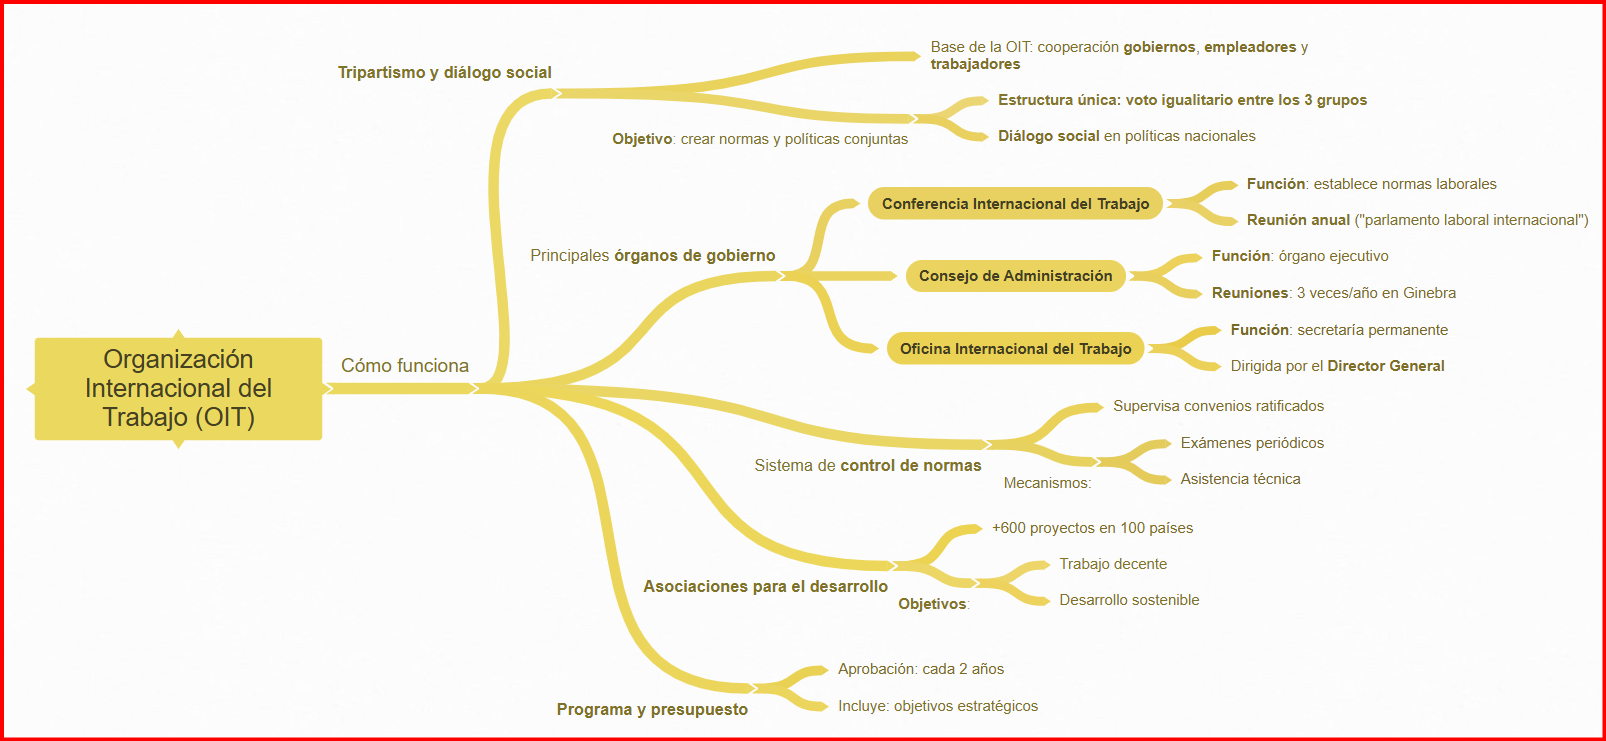 Organización
Internacional del
Trabajo (OIT)
Cómo funciona
Tripartismo y diálogo social
Base de la OIT: cooperación gobiernos, empleadores y
trabajadores
Objetivo: crear normas y políticas conjuntas
Estructura única: voto igualitario entre los 3 grupos
Diálogo social en políticas nacionales
Principales órganos de gobierno
Conferencia Internacional del Trabajo
Función: establece normas laborales
Reunión anual ("parlamento laboral internacional")
Consejo de Administración
Función: órgano ejecutivo
Reuniones: 3 veces/año en Ginebra
Oficina Internacional del Trabajo
Función: secretaría permanente
Dirigida por el Director General
Sistema de control de normas
Supervisa convenios ratificados
Mecanismos:
Exámenes periódicos
Asistencia técnica
Asociaciones para el desarrollo
+600 proyectos en 100 países
Objetivos:
Trabajo decente
Desarrollo sostenible
Programa y presupuesto
Aprobación: cada 2 años
Incluye: objetivos estratégicos